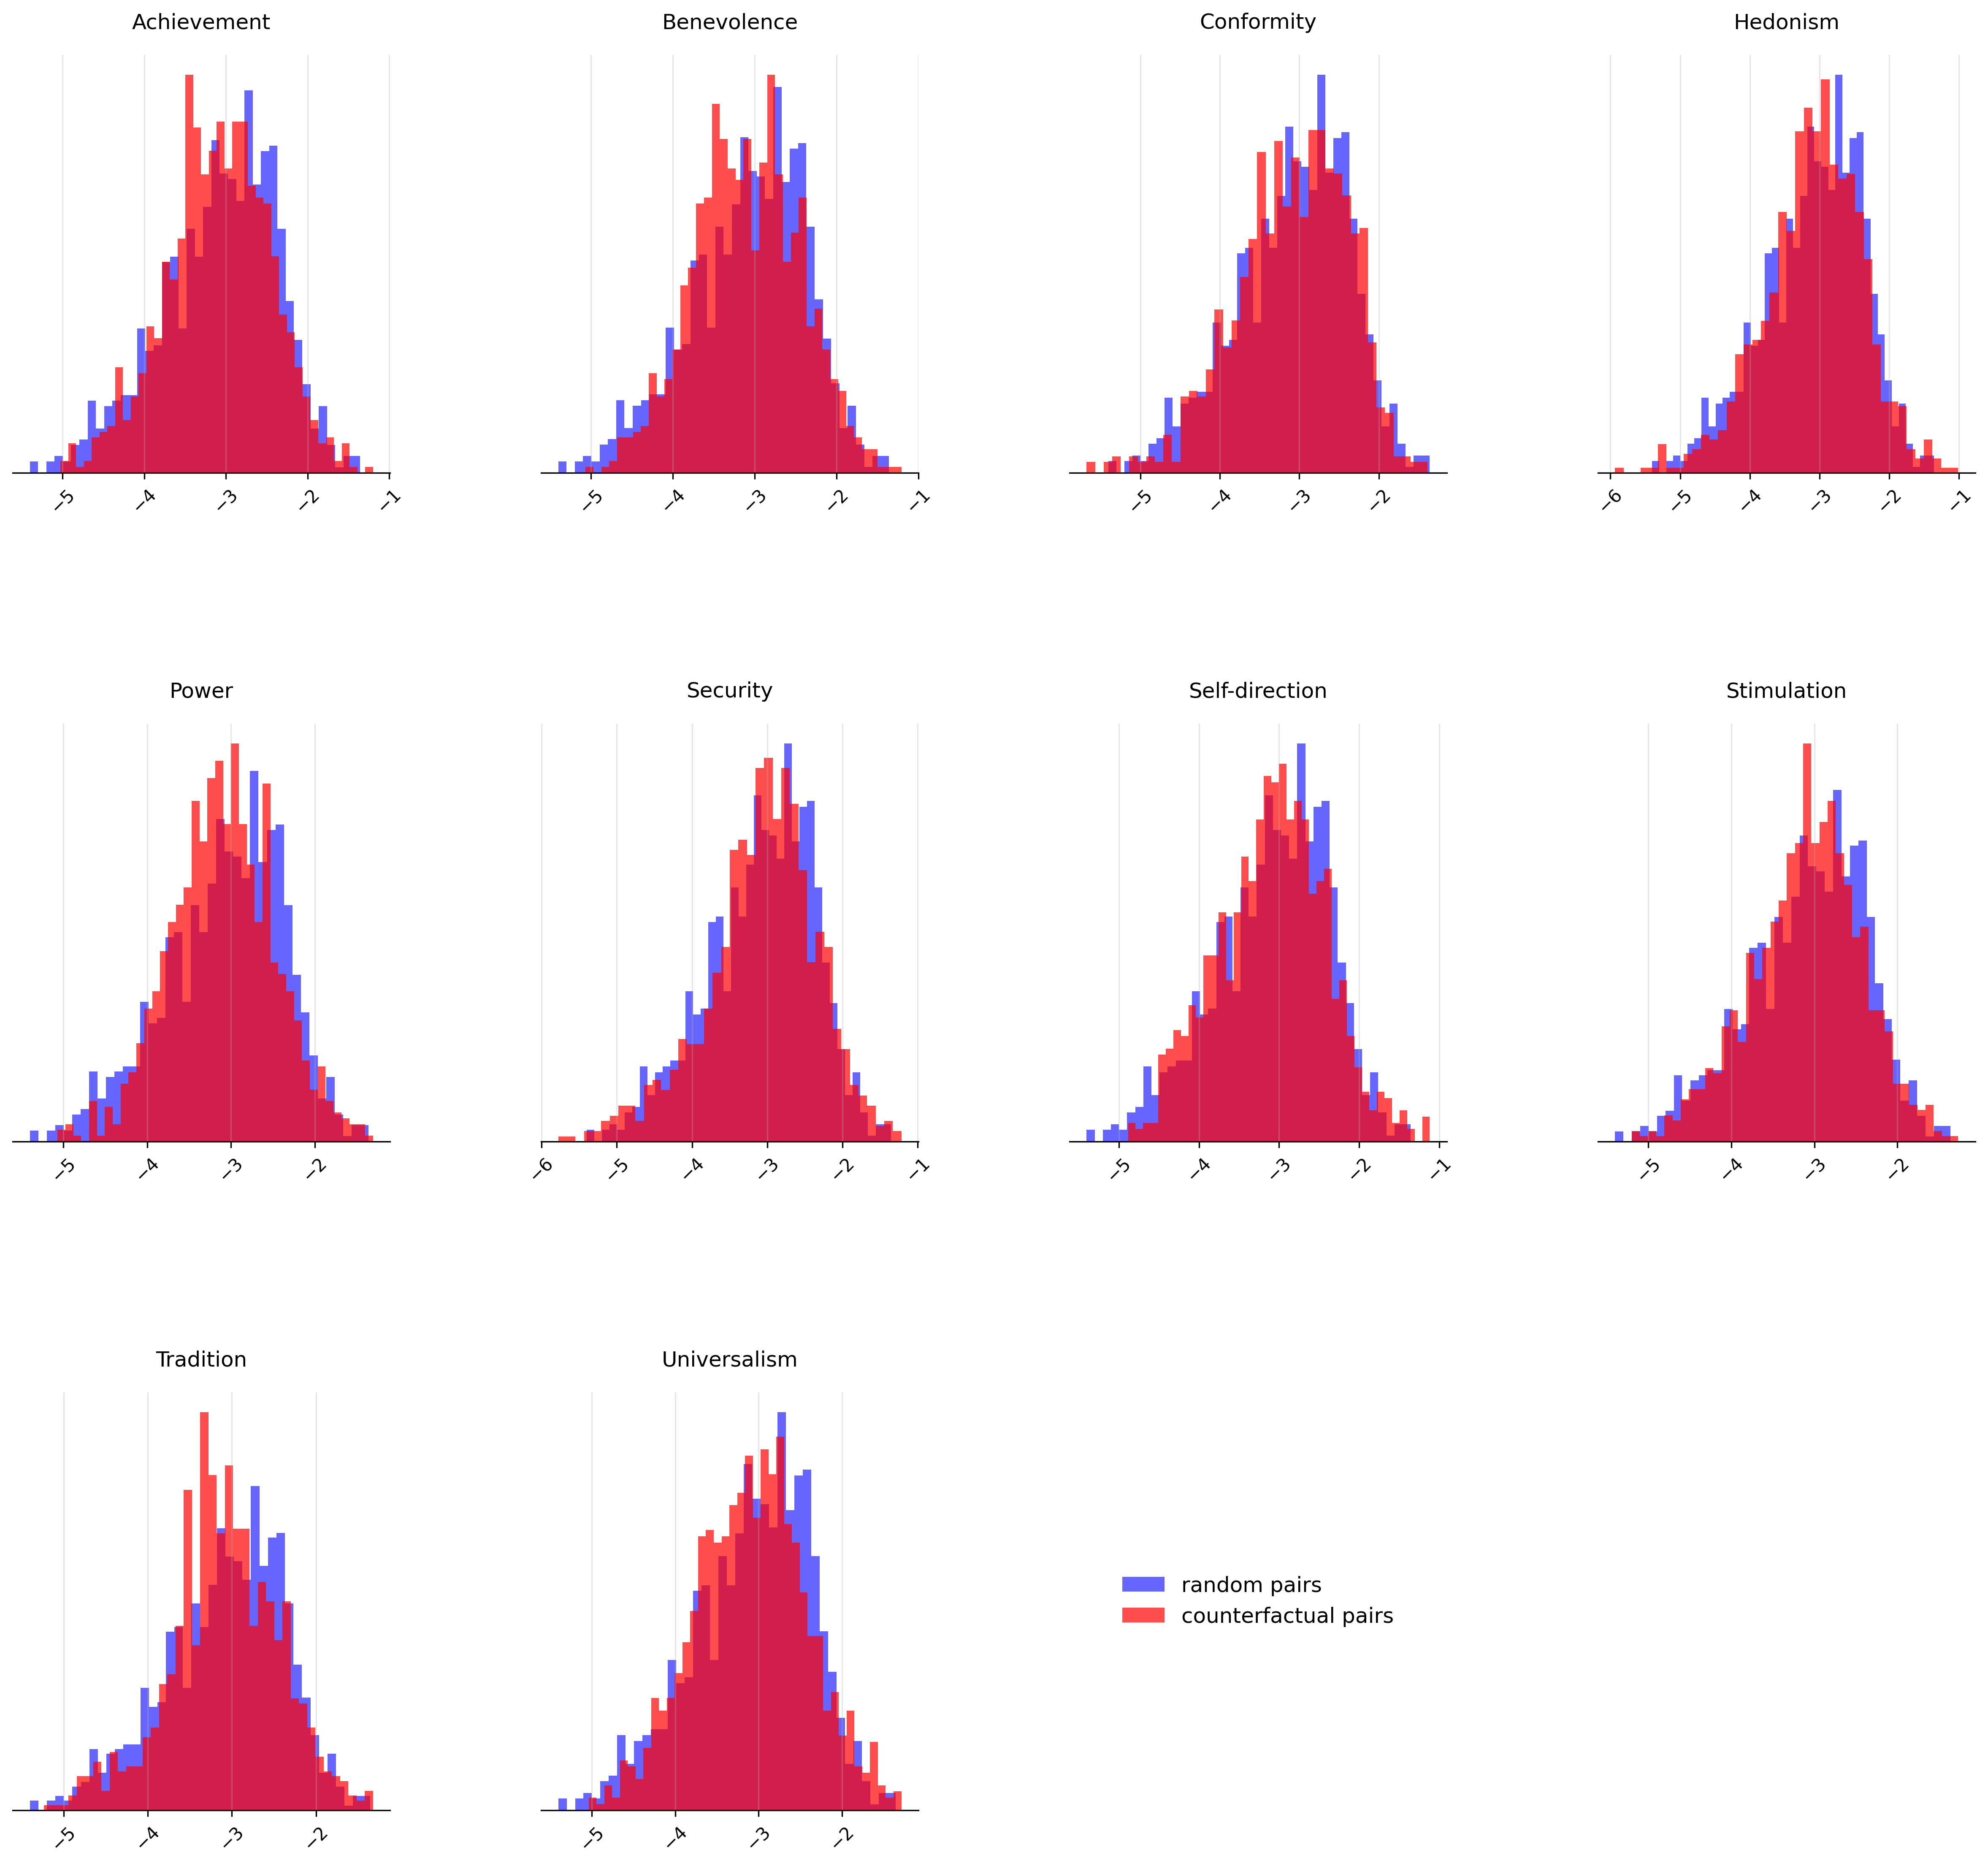 Achievement
Benevolence
Conformity
Hedonism
−5 −4 −3 −2 −1
−5 −4 −3 −2 −1
−5 −4 −3 −2
−6 −5 −4 −3 −2 −1
Power
Security
Self-direction
Stimulation
−5 −4 −3 −2
−6 −5 −4 −3 −2 −1
−5 −4 −3 −2 −1
−5 −4 −3 −2
Tradition
Universalism
random pairs
counterfactual pairs
−5 −4 −3 −2
−5 −4 −3 −2